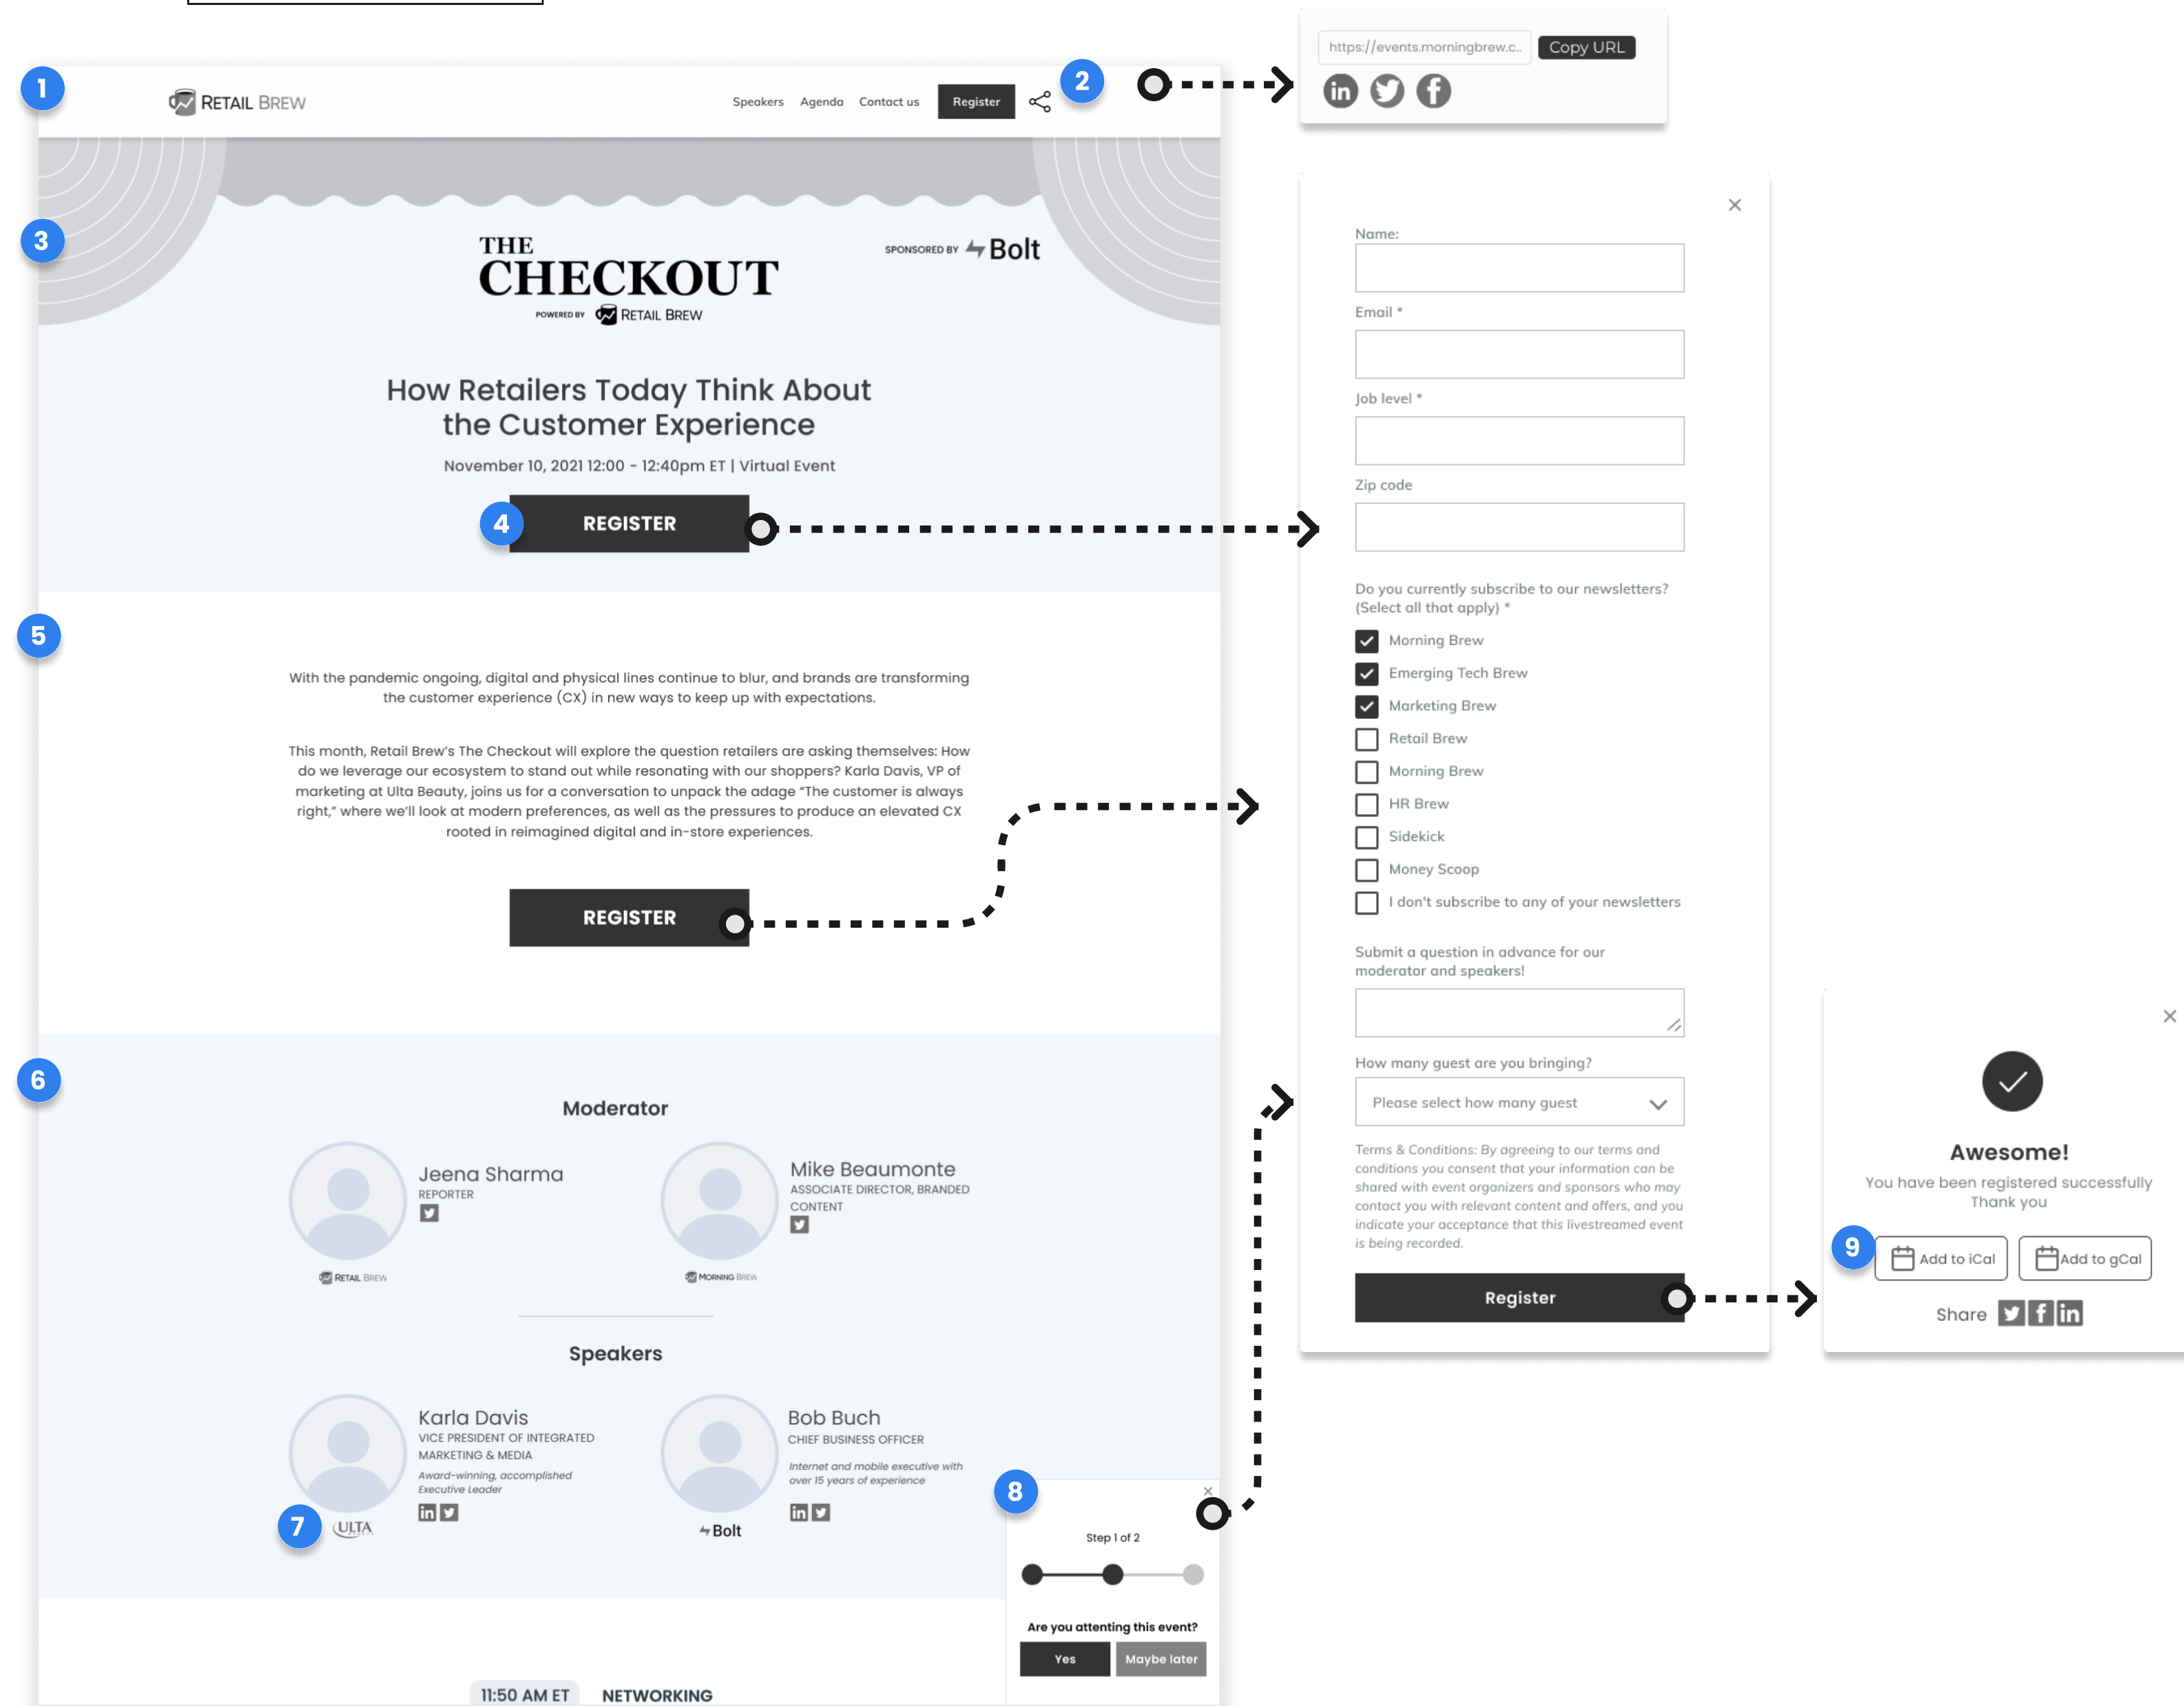 1
RETAIL BREW
Speakers Agenda Contact us Register
2
3
THE
CHECKOUT
POWERED BY RETAIL BREW
SPONSORED BY Bolt
How Retailers Today Think About
the Customer Experience
November 10, 2021 12:00 - 12:40pm ET | Virtual Event
4
REGISTER
5
With the pandemic ongoing, digital and physical lines continue to blur, and brands are transforming
the customer experience (CX) in new ways to keep up with expectations.
This month, Retail Brew's The Checkout will explore the question retailers are asking themselves: How
do we leverage our ecosystem to stand out while resonating with our shoppers? Karla Davis, VP of
marketing at Ulta Beauty, joins us for a conversation to unpack the adage “The customer is always
right,” where we'll look at modern preferences, as well as the pressures to produce an elevated CX
rooted in reimagined digital and in-store experiences.
REGISTER
6
Moderator
Jeena Sharma
REPORTER
RETAIL BREW
Mike Beaumonte
ASSOCIATE DIRECTOR, BRANDED
CONTENT
MORNING BREW
Speakers
Karla Davis
VICE PRESIDENT OF INTEGRATED
MARKETING & MEDIA
Award-winning, accomplished
Executive Leader
in
7
ULTA
Bob Buch
CHIEF BUSINESS OFFICER
Internet and mobile executive with
over 15 years of experience
in
Bolt
8
Step 1 of 2
Are you attenting this event?
Yes Maybe later
11:50 AM ET NETWORKING
https://events.morningbrew.c.. Copy URL
in f
Name:
Email *
Job level *
Zip code
Do you currently subscribe to our newsletters?
(Select all that apply) *
Morning Brew
Emerging Tech Brew
Marketing Brew
Retail Brew
Morning Brew
HR Brew
Sidekick
Money Scoop
I don't subscribe to any of your newsletters
Submit a question in advance for our
moderator and speakers!
How many guest are you bringing?
Please select how many guest
Terms & Conditions: By agreeing to our terms and
conditions you consent that your information can be
shared with event organizers and sponsors who may
contact you with relevant content and offers, and you
indicate your acceptance that this livestreamed event
is being recorded.
Register
Awesome!
You have been registered successfully
Thank you
9
Add to iCal Add to gCal
Share f in